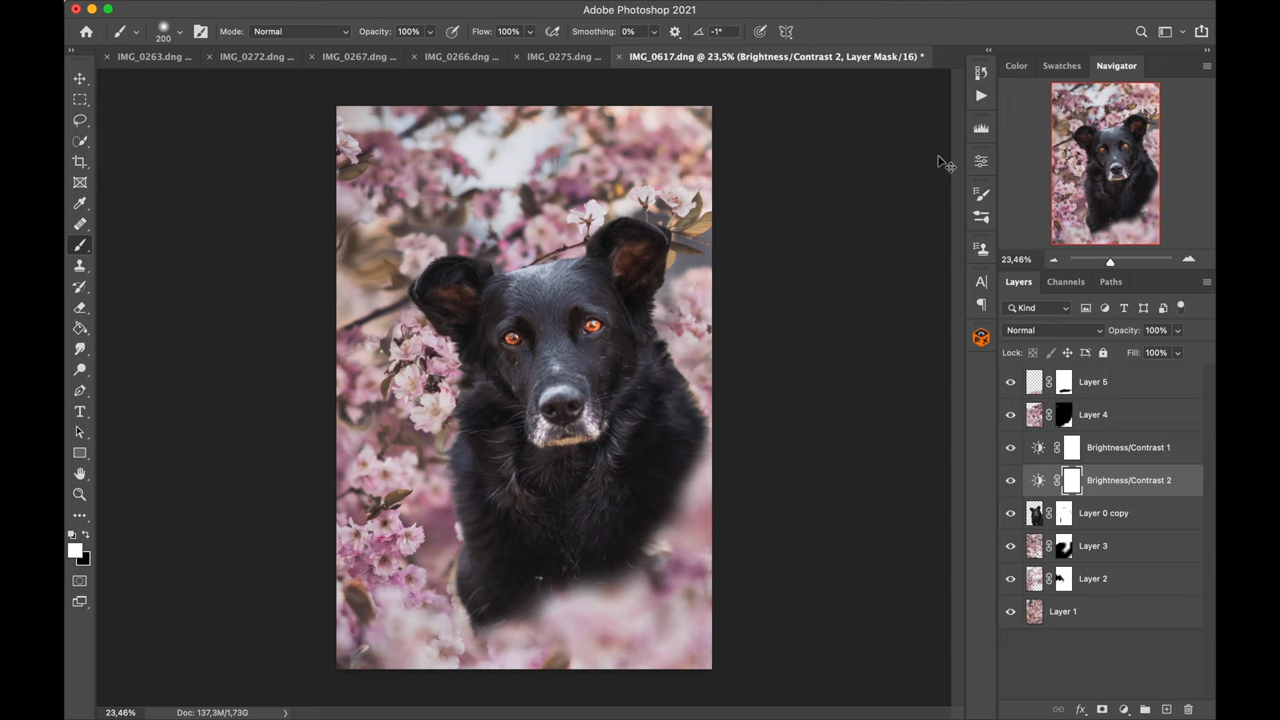 Adobe Photoshop 2021
200 Mode: Normal Opacity: 100% Flow: 100% Smoothing: 0% -1°
IMG_0263.dng ... IMG_0272.dng ... IMG_0267.dng ... IMG_0266.dng ... IMG_0275.dng ... IMG_0617.dng @ 23,5% (Brightness/Contrast 2, Layer Mask/16) *
Color Swatches Navigator
23,46%
Layers Channels Paths
Kind
Normal Opacity: 100%
Lock: Fill: 100%
Layer 5
Layer 4
Brightness/Contrast 1
Brightness/Contrast 2
Layer 0 copy
Layer 3
Layer 2
Layer 1
23,46% Doc: 137,3M/1,73G